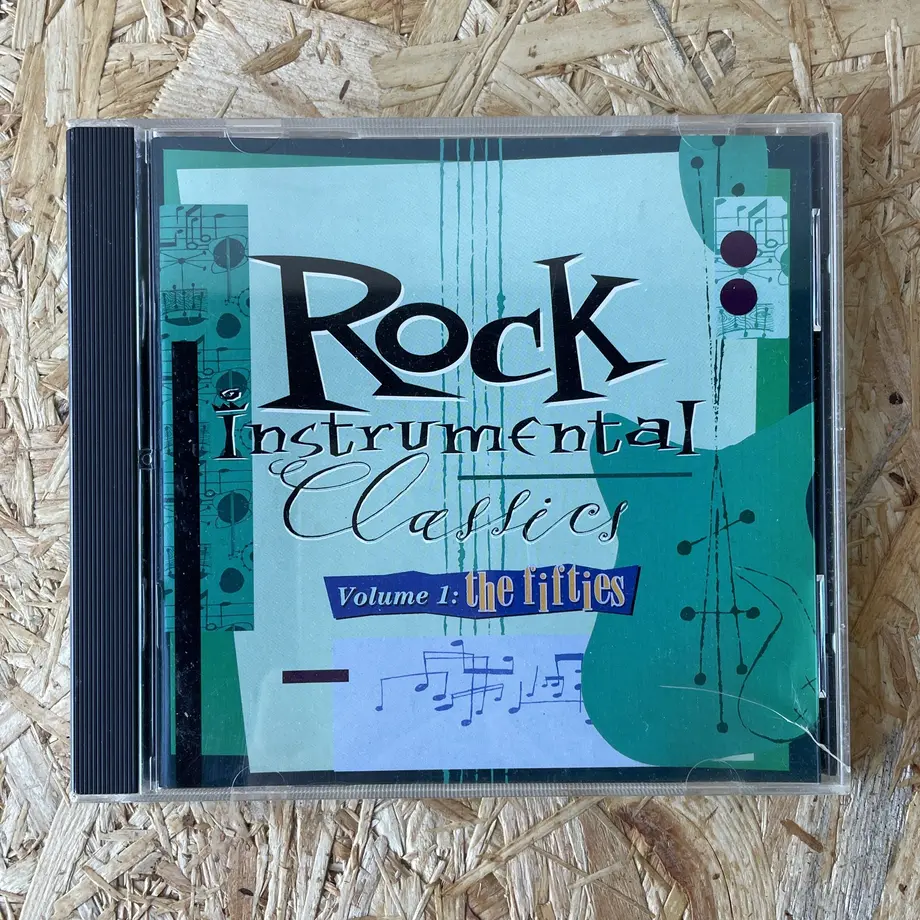 Rock
instrumental
Classics
Volume 1: the fifties